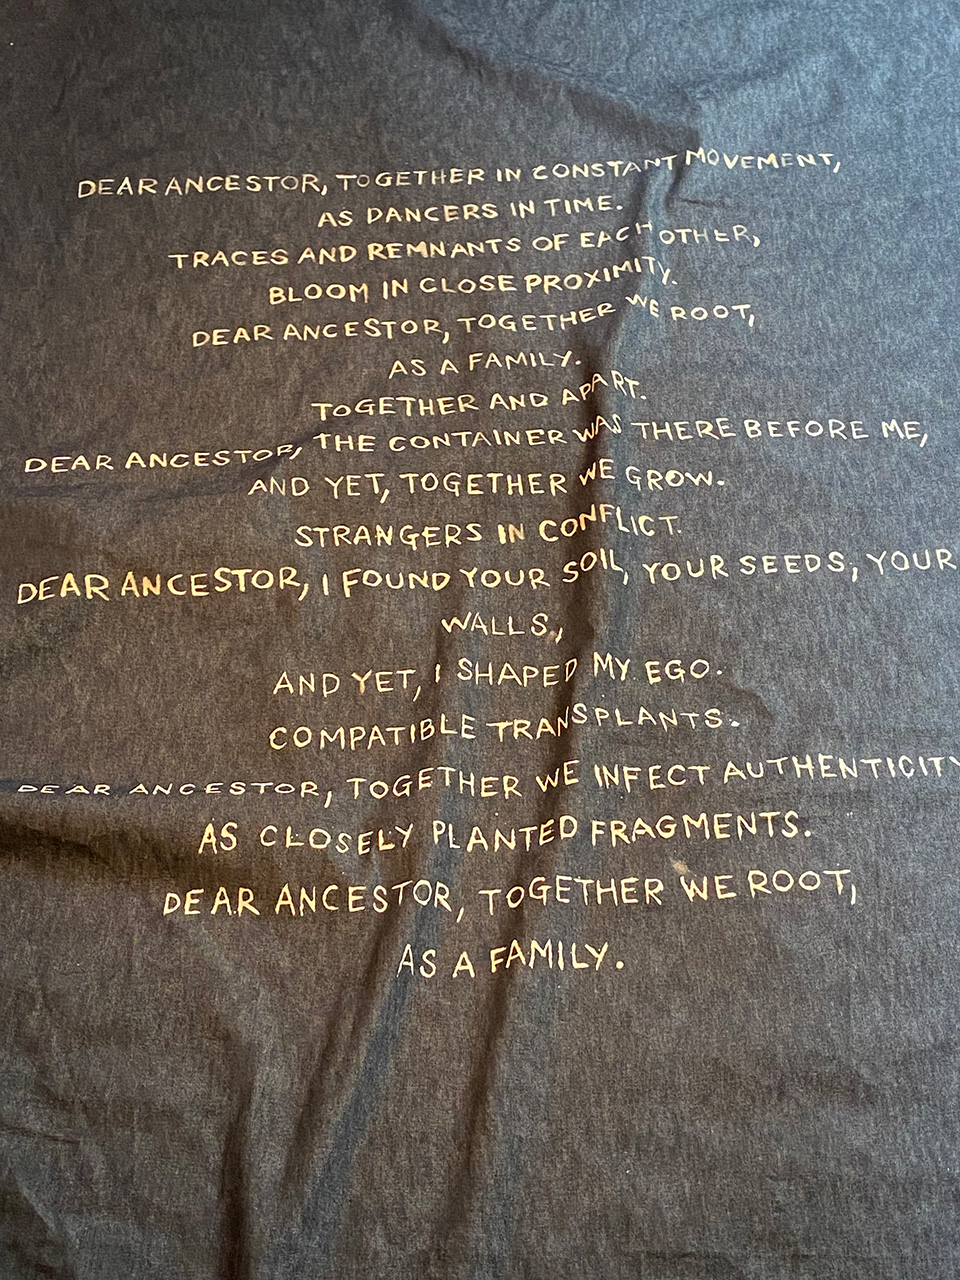 DEAR ANCESTOR, TOGETHER IN CONSTANT MOVEMENT,
AS DANCERS IN TIME.
TRACES AND REMNANTS OF EACH OTHER,
BLOOM IN CLOSE PROXIMITY.
DEAR ANCESTOR, TOGETHER WE ROOT,
AS A FAMILY.
TOGETHER AND APART.
DEAR ANCESTOR, THE CONTAINER WAS THERE BEFORE ME,
AND YET, TOGETHER WE GROW.
STRANGERS IN CONFLICT.
DEAR ANCESTOR, I FOUND YOUR SOIL, YOUR SEEDS, YOUR
WALLS,
AND YET, I SHAPED MY EGO.
COMPATIBLE TRANSPLANTS.
DEAR ANCESTOR, TOGETHER WE INFECT AUTHENTICITY
AS CLOSELY PLANTED FRAGMENTS.
DEAR ANCESTOR, TOGETHER WE ROOT,
AS A FAMILY.